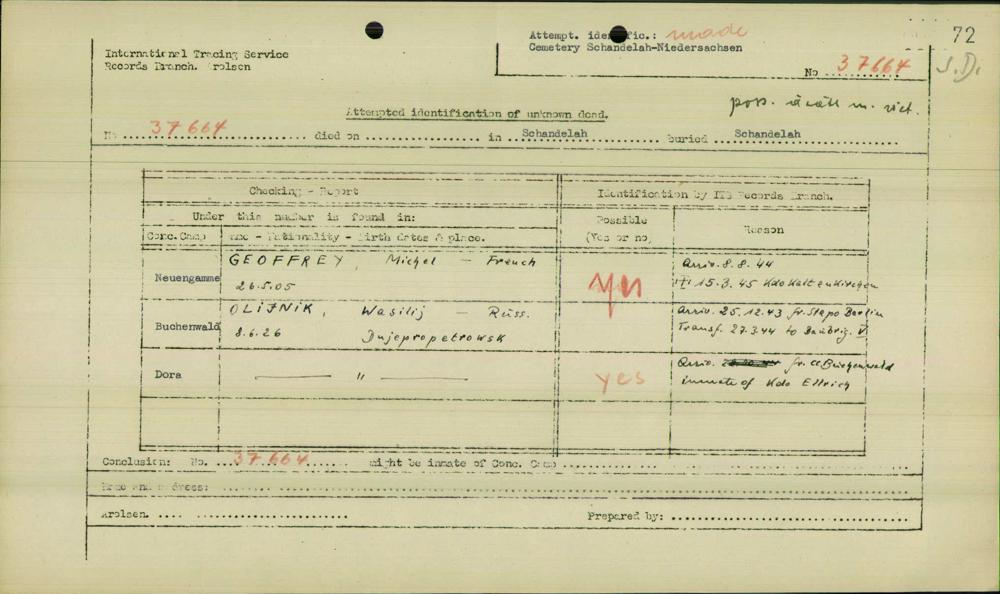 72
Attempt. identific.: made
Cemetery Schandelah-Niedersachsen
International Tracing Service
Records Branch. Arolsen
No 37664
J.D.
Attempted identification of unknown dead.
No 37664 died on in Schandelah buried Schandelah
Checking - Report
Identification by ITS Records Branch.
Under this number is found in:
Possible
(Yes or no)
Reason
Conc.Camp
Name - Nationality - Birth dates & place.
Neuengamme
GEOFFREY, Michel - French
26.5.05
Arriv. 8.8.44
15.3.45 Kdo Kaltenkirchen
Buchenwald
OLIJNIK, Wasilij - Russ.
8.6.26 Dnjepropetrowsk
Arriv. 25.12.43 fr. Stapo Berlin
Transf. 27.3.44 to
Dora
"
yes
Arriv. fr. CC Buchenwald
inmate of Kdo Ellrich
Conclusion: No. 37664 might be inmate of Conc. Camp
Name and address:
Arolsen. Prepared by: